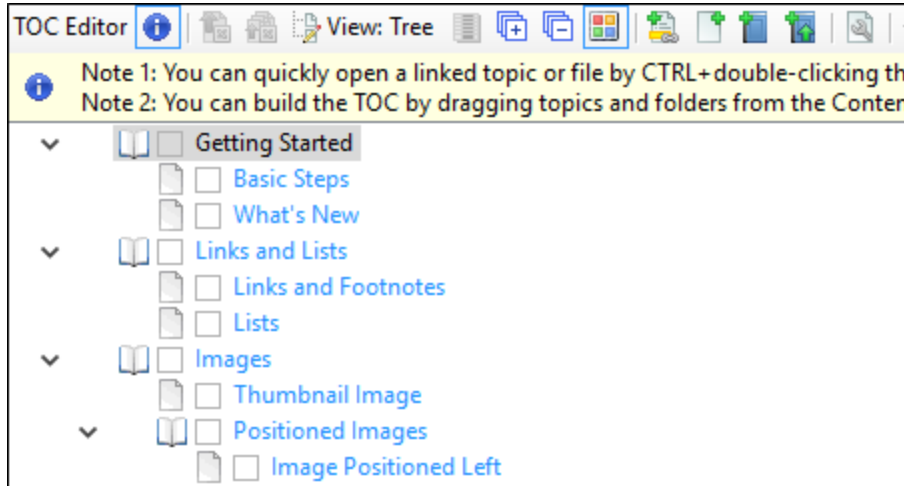 TOC Editor View: Tree
Note 1: You can quickly open a linked topic or file by CTRL+double-clicking
Note 2: You can build the TOC by dragging topics and folders from the
Getting Started
Basic Steps
What's New
Links and Lists
Links and Footnotes
Lists
Images
Thumbnail Image
Positioned Images
Image Positioned Left